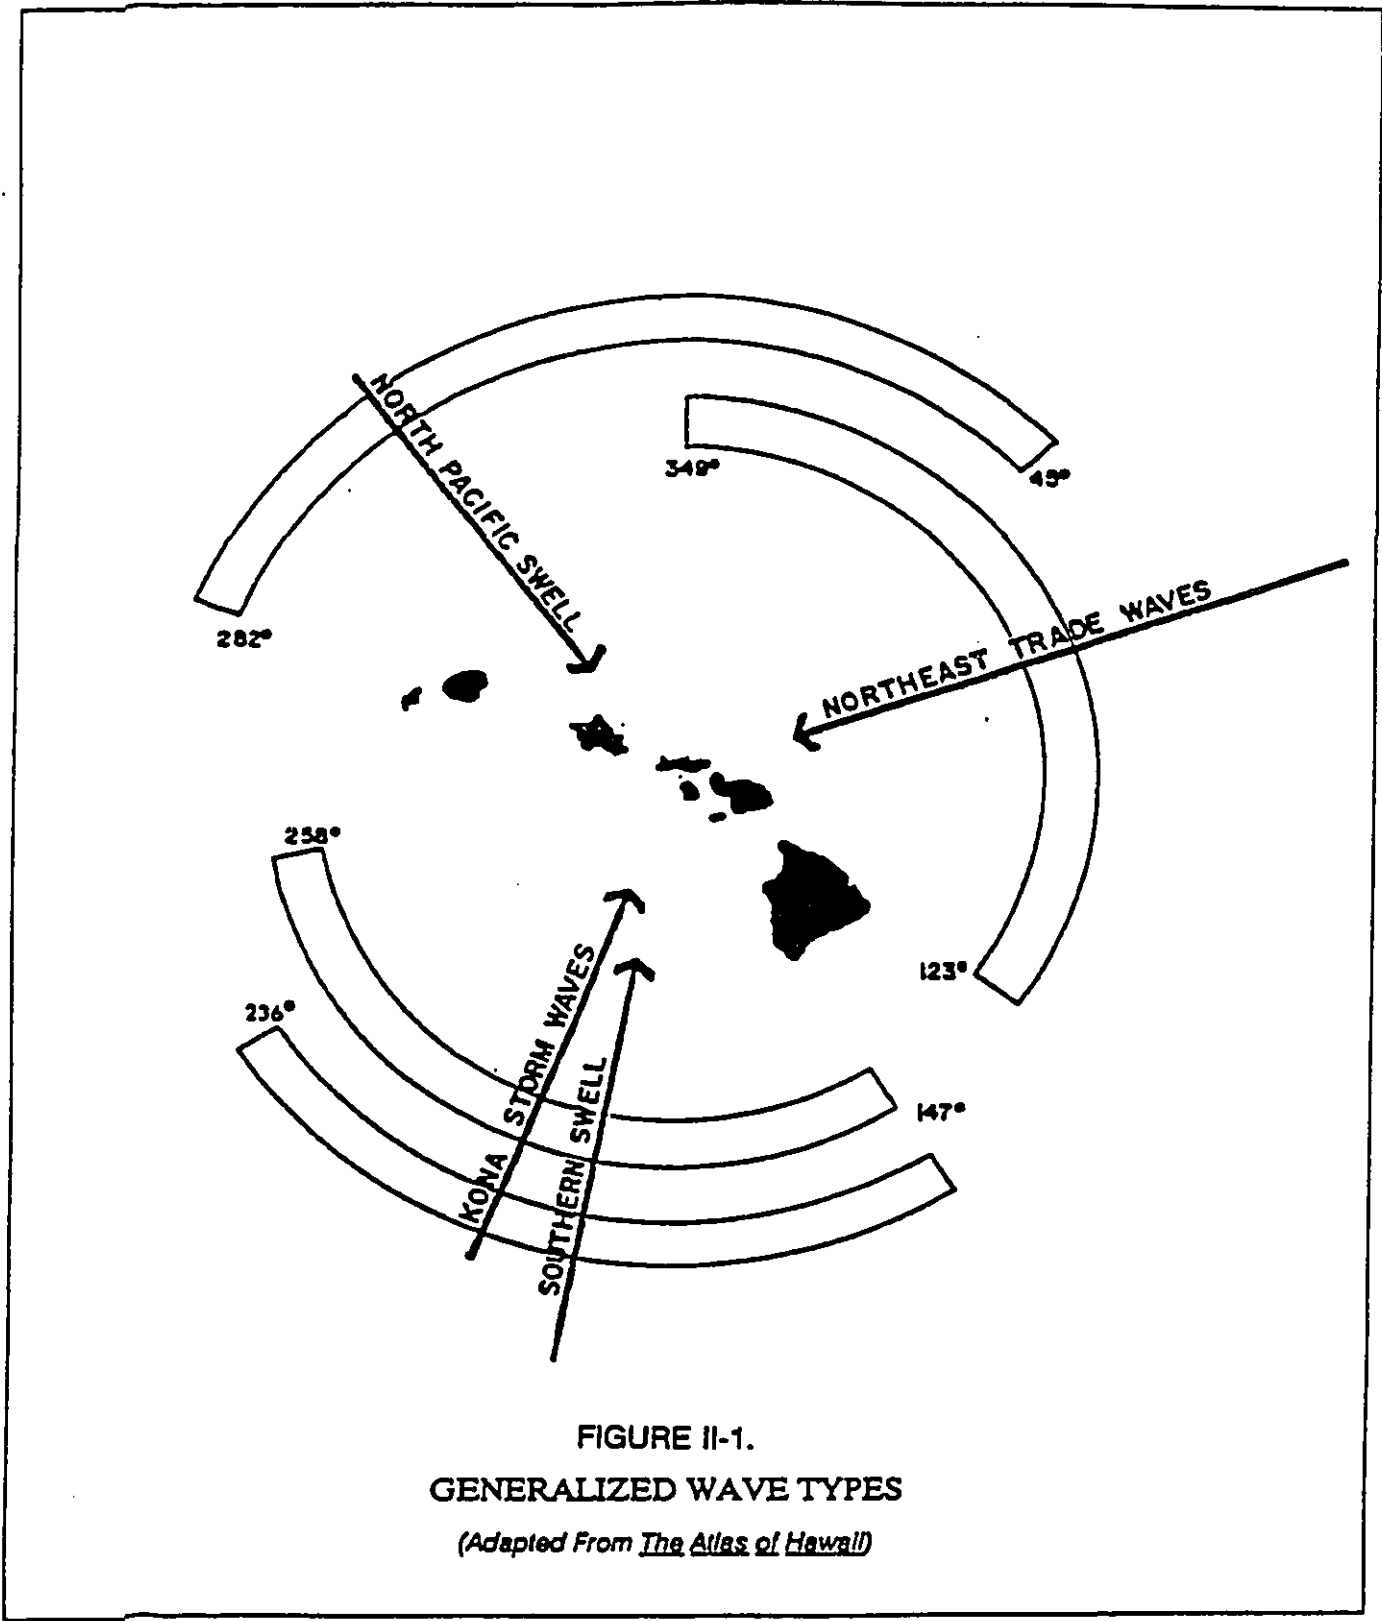 NORTH PACIFIC SWELL
349°
45°
282°
NORTHEAST TRADE WAVES
258°
123°
236°
KONA STORM WAVES
SOUTHERN SWELL
147°
FIGURE II-1.
GENERALIZED WAVE TYPES
(Adapted From The Atlas of Hawaii)